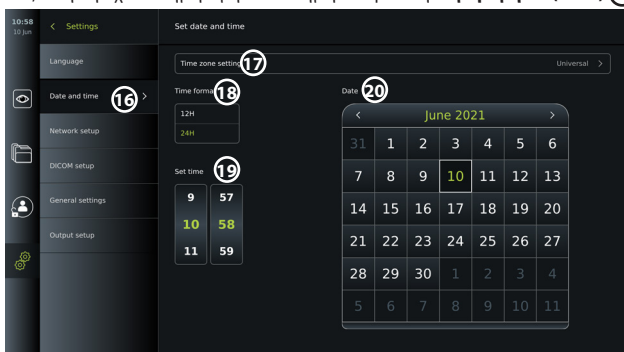 10:58
10 Jun
Settings
Set date and time
Language
Date and time
16
Network setup
DICOM setup
General settings
Output setup
Time zone setting
17
Universal
Time forma
18
12H
24H
Set time
19
9 57
10 58
11 59
Date
20
June 2021
31 1 2 3 4 5 6
7 8 9 10 11 12 13
14 15 16 17 18 19 20
21 22 23 24 25 26 27
28 29 30 1 2 3 4
5 6 7 8 9 10 11